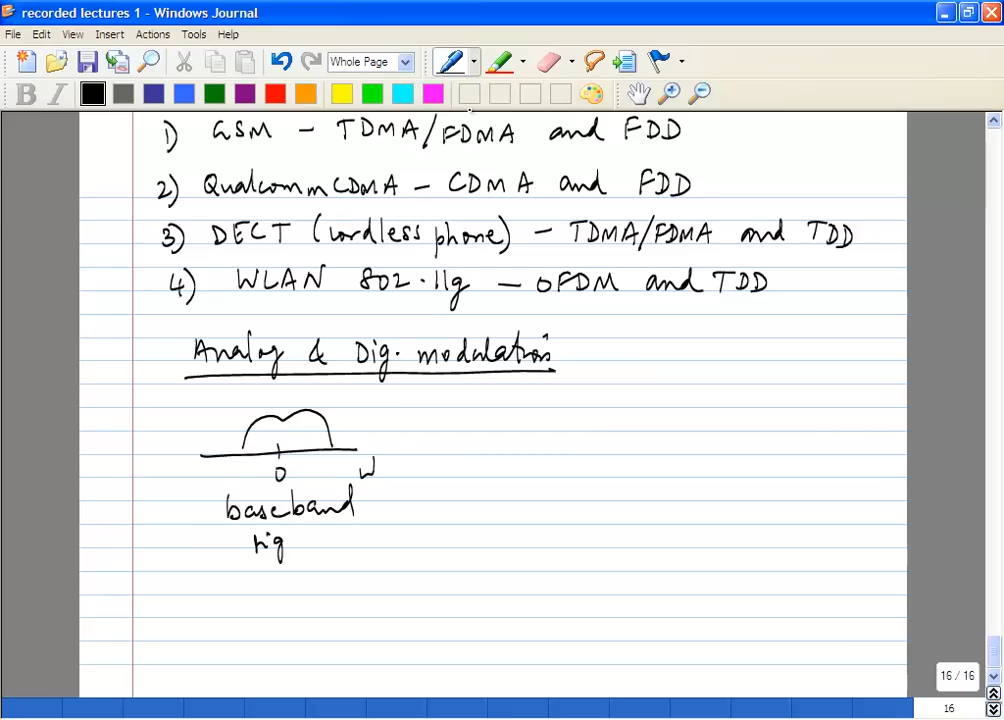 recorded lectures 1 - Windows Journal
File Edit View Insert Actions Tools Help
Whole Page
1) GSM – TDMA/FDMA and FDD
2) Qualcomm CDMA – CDMA and FDD
3) DECT (cordless phone) – TDMA/FDMA and TDD
4) WLAN 802.11g – OFDM and TDD
Analog & Dig. modulations
0 W
baseband
sig
16 / 16
16